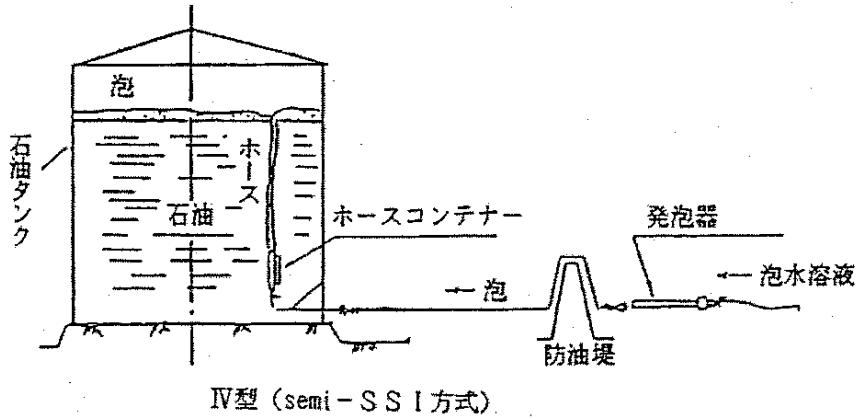 泡
石油タンク
ホース
石油
ホースコンテナー
発泡器
泡
泡水溶液
防油堤
Ⅳ型（semi－ＳＳＩ方式）